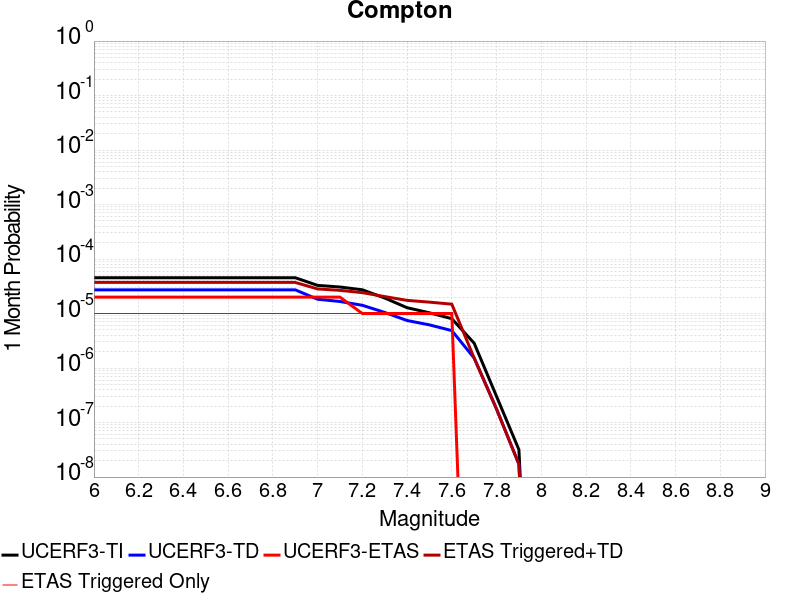 Compton
10^0
10^-1
10^-2
10^-3
10^-4
10^-5
10^-6
10^-7
10^-8
1 Month Probability
6 6.2 6.4 6.6 6.8 7 7.2 7.4 7.6 7.8 8 8.2 8.4 8.6 8.8 9
Magnitude
UCERF3-TI UCERF3-TD UCERF3-ETAS ETAS Triggered+TD
ETAS Triggered Only